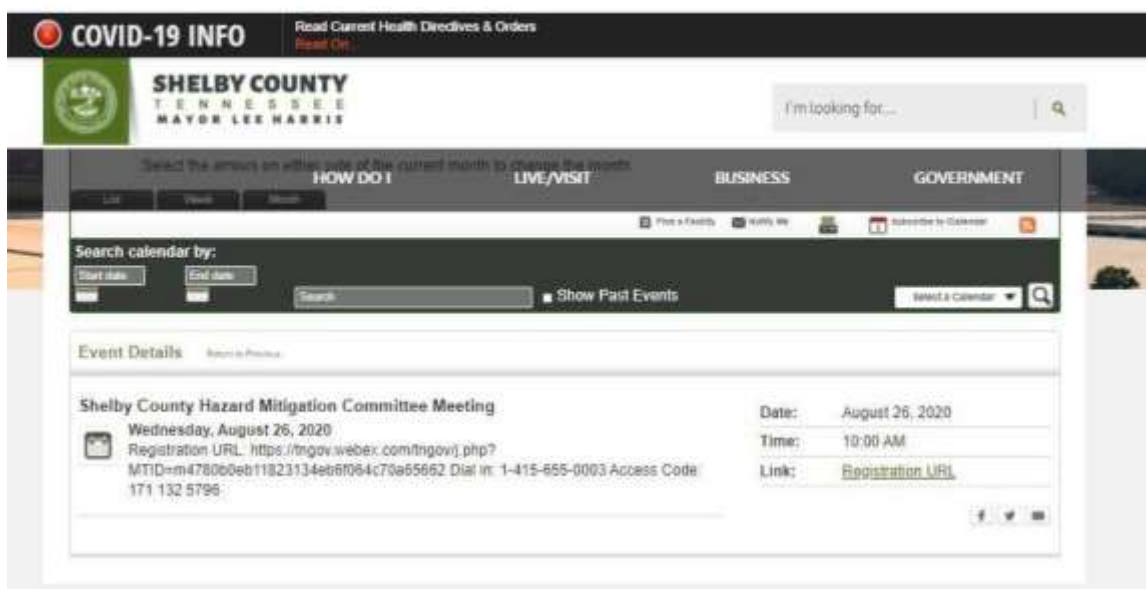 COVID-19 INFO
Read Current Health Directives & Orders
Read On..
SHELBY COUNTY
TENNESSEE
MAYOR LEE HARRIS
I'm looking for...
Select the arrows on either side of the current month to change the month.
HOW DO I
LIVE/VISIT
BUSINESS
GOVERNMENT
List
Week
Month
Find a Facility
Notify Me
Subscribe to iCalendar
Search calendar by:
Start date
End date
Search
Show Past Events
Select a Calendar
Event Details
Return to Previous
Shelby County Hazard Mitigation Committee Meeting
Wednesday, August 26, 2020
Registration URL: https://tngov.webex.com/tngov/j.php?
MTID=m4780b0eb11823134eb6f064c70a65662 Dial in: 1-415-655-0003 Access Code:
171 132 5796
Date: August 26, 2020
Time: 10:00 AM
Link: Registration URL